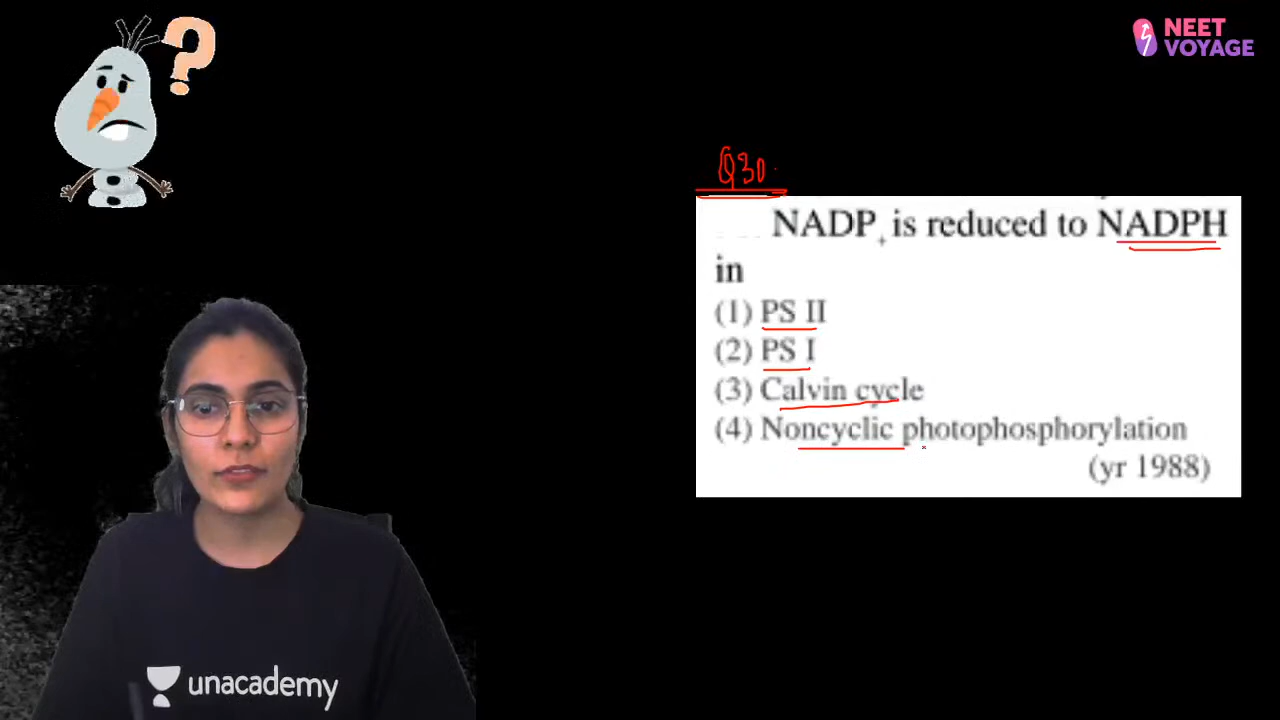 NEET
VOYAGE
Q30.
NADP+ is reduced to NADPH
in
(1) PS II
(2) PS I
(3) Calvin cycle
(4) Noncyclic photophosphorylation
(yr 1988)
unacademy